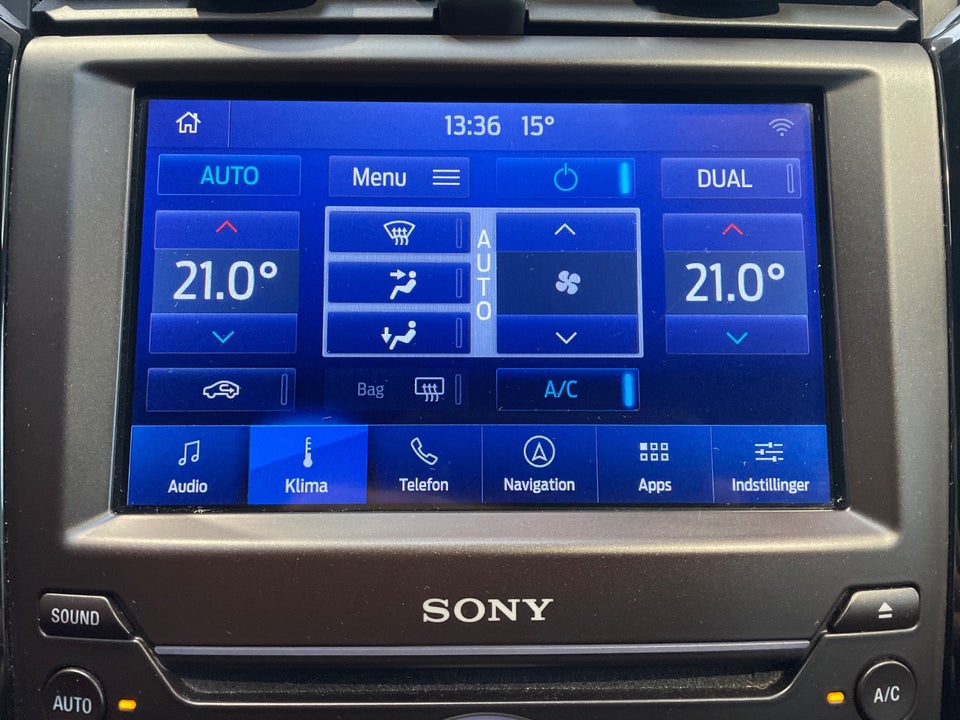 13:36 15°
AUTO Menu DUAL
21.0° AUTO 21.0°
Bag A/C
Audio Klima Telefon Navigation Apps Indstillinger
SONY
SOUND
AUTO A/C